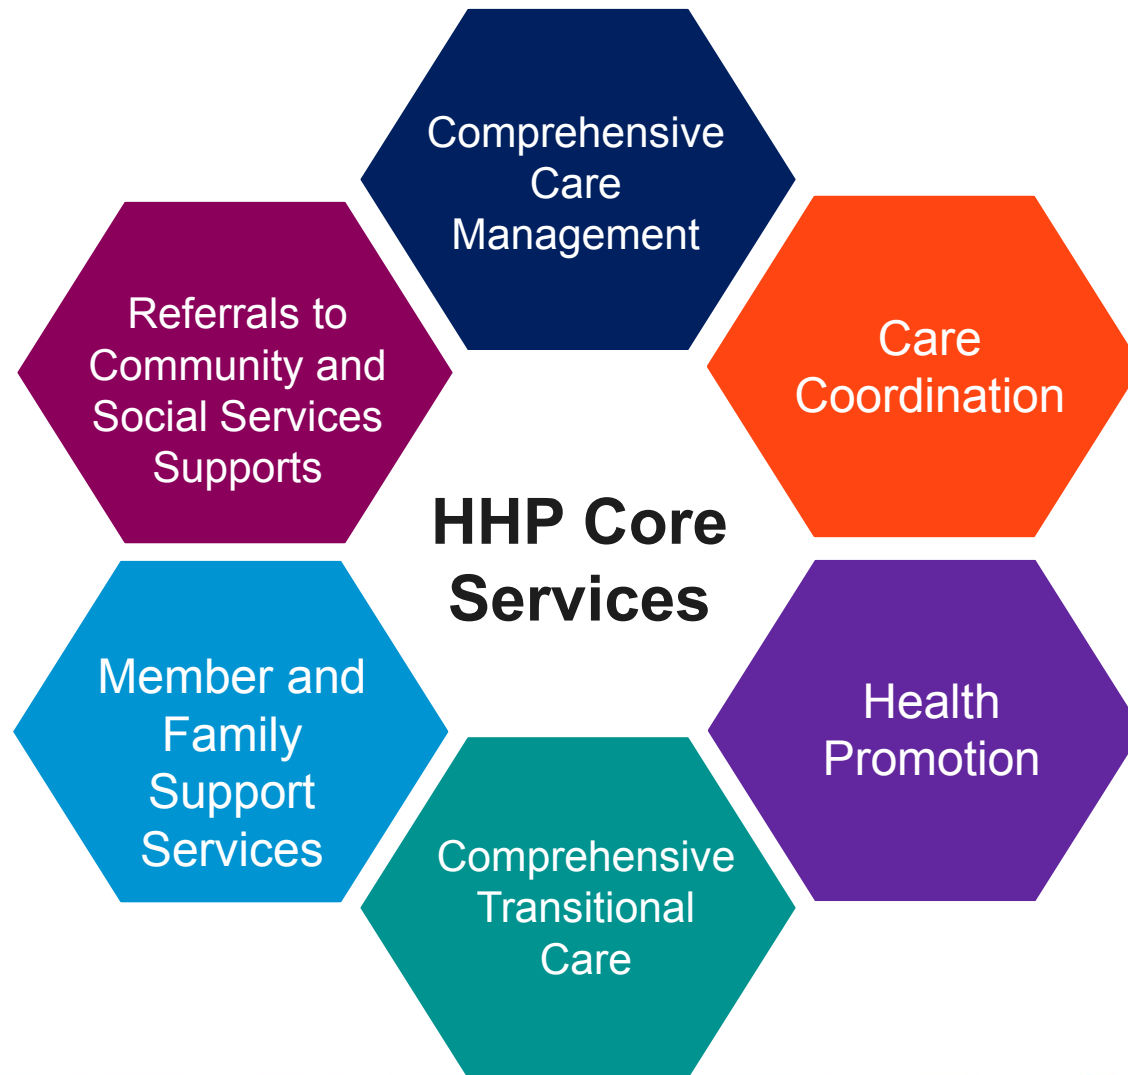 Comprehensive
Care
Management
Care
Coordination
Health
Promotion
Comprehensive
Transitional
Care
Member and
Family
Support
Services
Referrals to
Community and
Social Services
Supports
HHP Core
Services